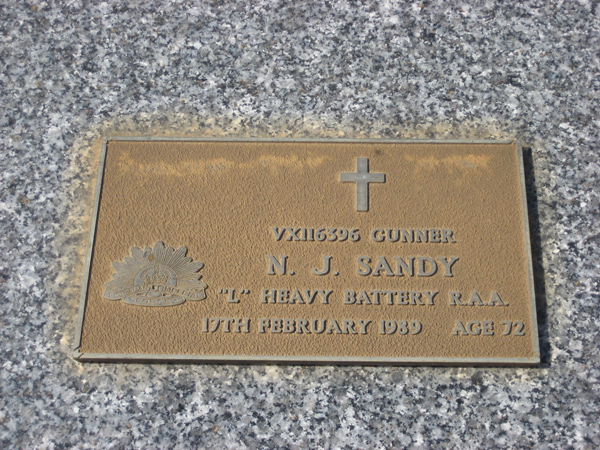 VX116396 GUNNER
N. J. SANDY
"L" HEAVY BATTERY R.A.A.
17TH FEBRUARY 1989 AGE 72